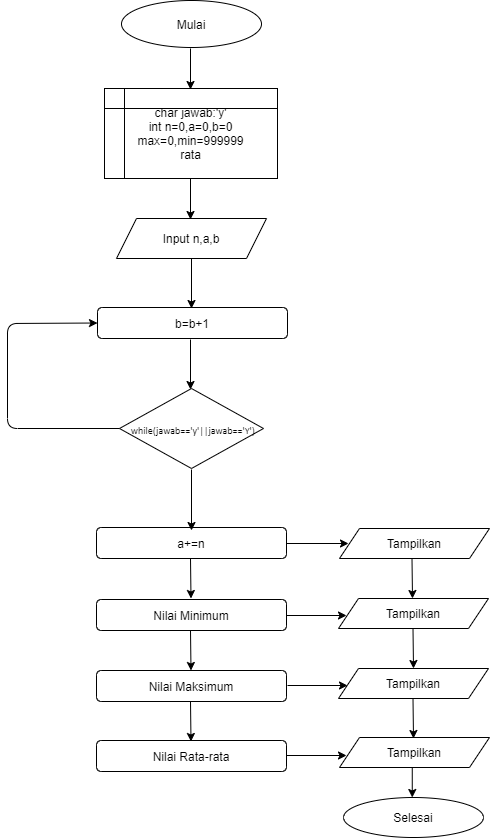 Mulai
char jawab:'y'
int n=0,a=0,b=0
max=0,min=999999
rata
Input n,a,b
b=b+1
while(jawab=='y'||jawab=='Y')
a+=n
Tampilkan
Nilai Minimum
Tampilkan
Nilai Maksimum
Tampilkan
Nilai Rata-rata
Tampilkan
Selesai